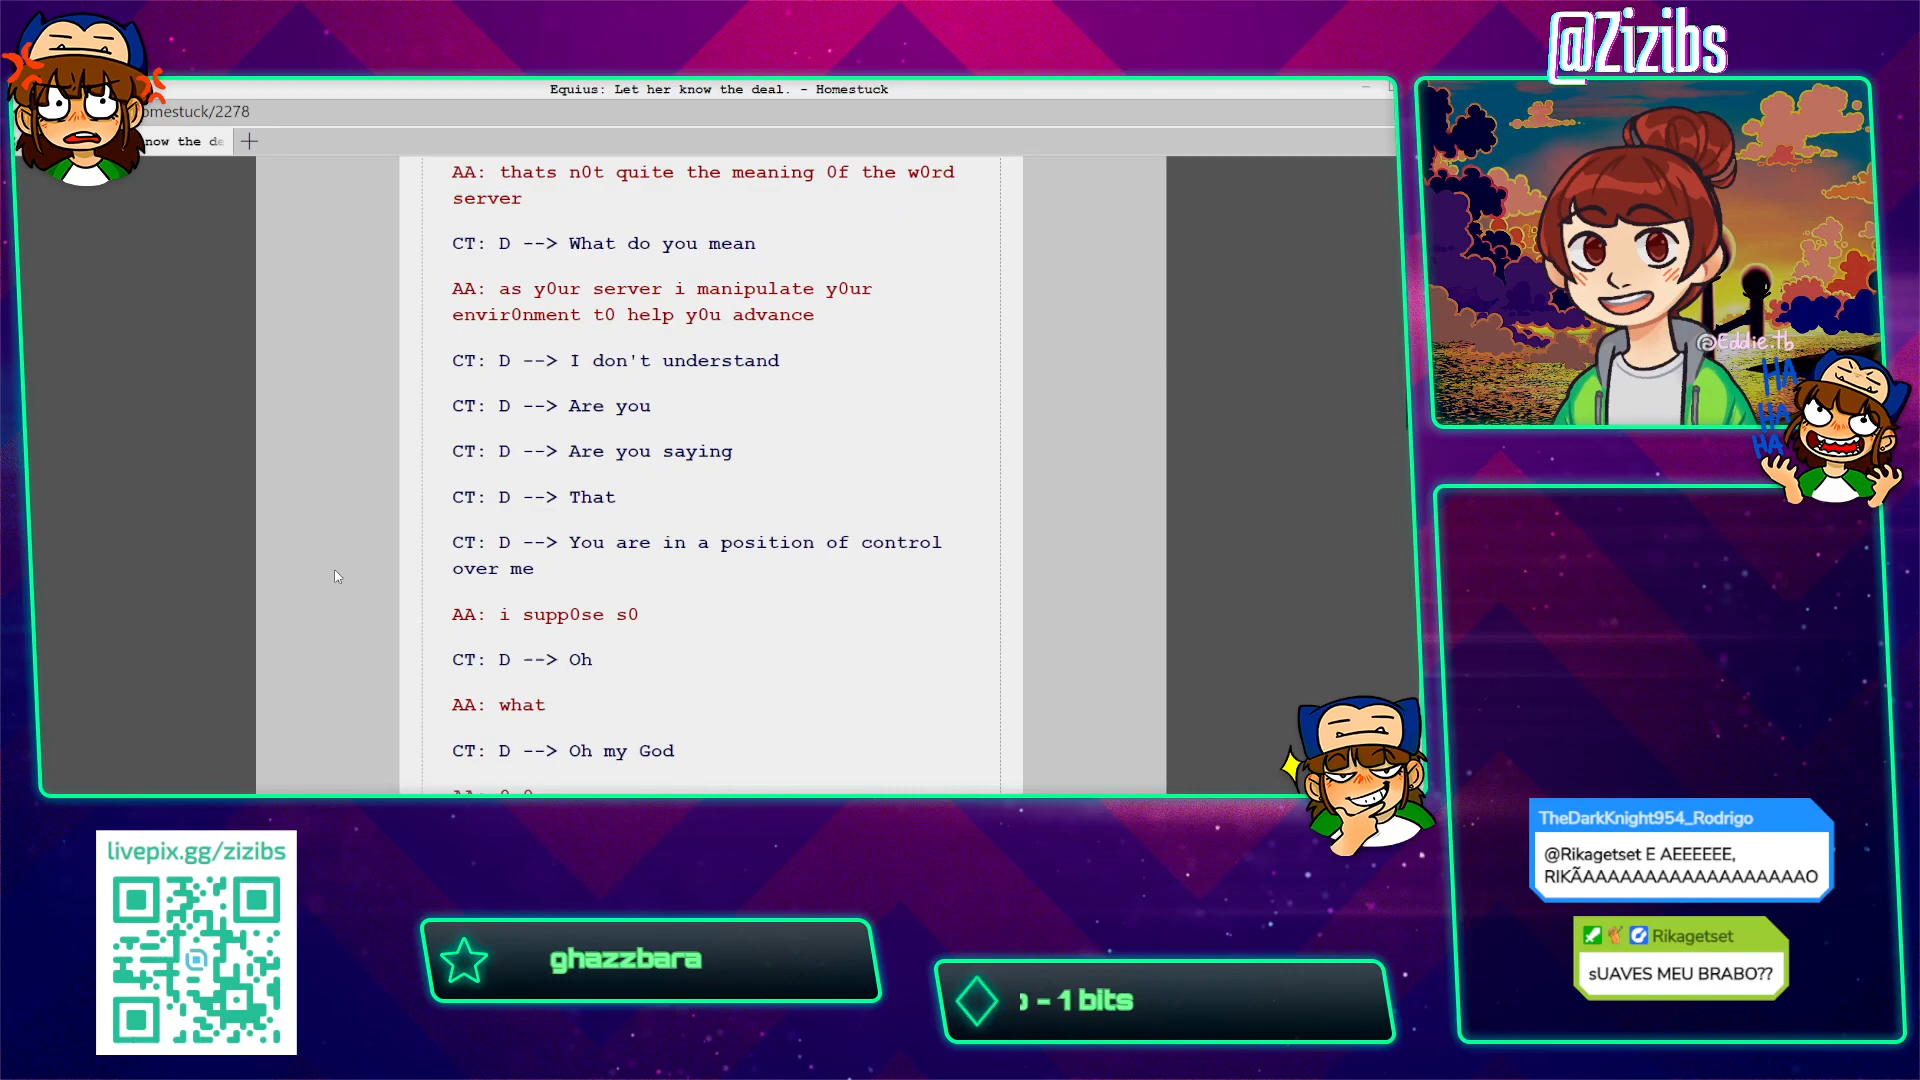 @Zizibs
Equius: Let her know the deal. - Homestuck
omestuck/2278
now the de
AA: thats n0t quite the meaning 0f the w0rd
server
CT: D --> What do you mean
AA: as y0ur server i manipulate y0ur
envir0nment t0 help y0u advance
CT: D --> I don't understand
CT: D --> Are you
CT: D --> Are you saying
CT: D --> That
CT: D --> You are in a position of control
over me
AA: i supp0se s0
CT: D --> Oh
AA: what
CT: D --> Oh my God
@Eddie.tb
HA
HA
HA
TheDarkKnight954_Rodrigo
@Rikagetset E AEEEEEE,
RIKÃAAAAAAAAAAAAAAAAAAO
Rikagetset
sUAVES MEU BRABO??
livepix.gg/zizibs
ghazzbara
- 1 bits